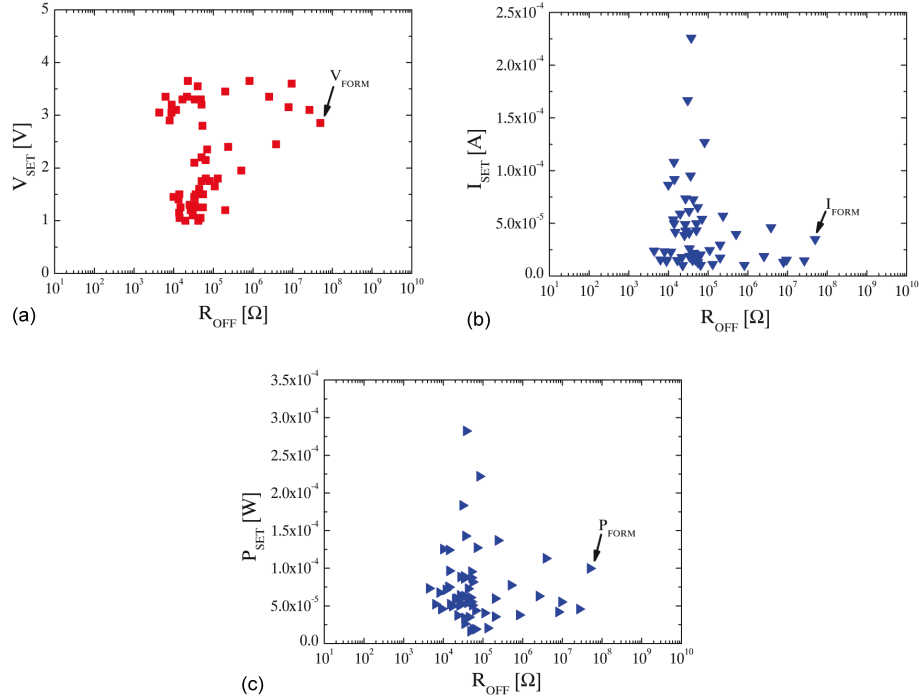 5
4
3
2
1
0
V_SET [V]
V_FORM
10^1 10^2 10^3 10^4 10^5 10^6 10^7 10^8 10^9 10^10
R_OFF [Ω]
(a)
2.5x10^-4
2.0x10^-4
1.5x10^-4
1.0x10^-4
5.0x10^-5
0.0
I_SET [A]
I_FORM
10^1 10^2 10^3 10^4 10^5 10^6 10^7 10^8 10^9 10^10
R_OFF [Ω]
(b)
3.5x10^-4
3.0x10^-4
2.5x10^-4
2.0x10^-4
1.5x10^-4
1.0x10^-4
5.0x10^-5
0.0
P_SET [W]
P_FORM
10^1 10^2 10^3 10^4 10^5 10^6 10^7 10^8 10^9 10^10
R_OFF [Ω]
(c)